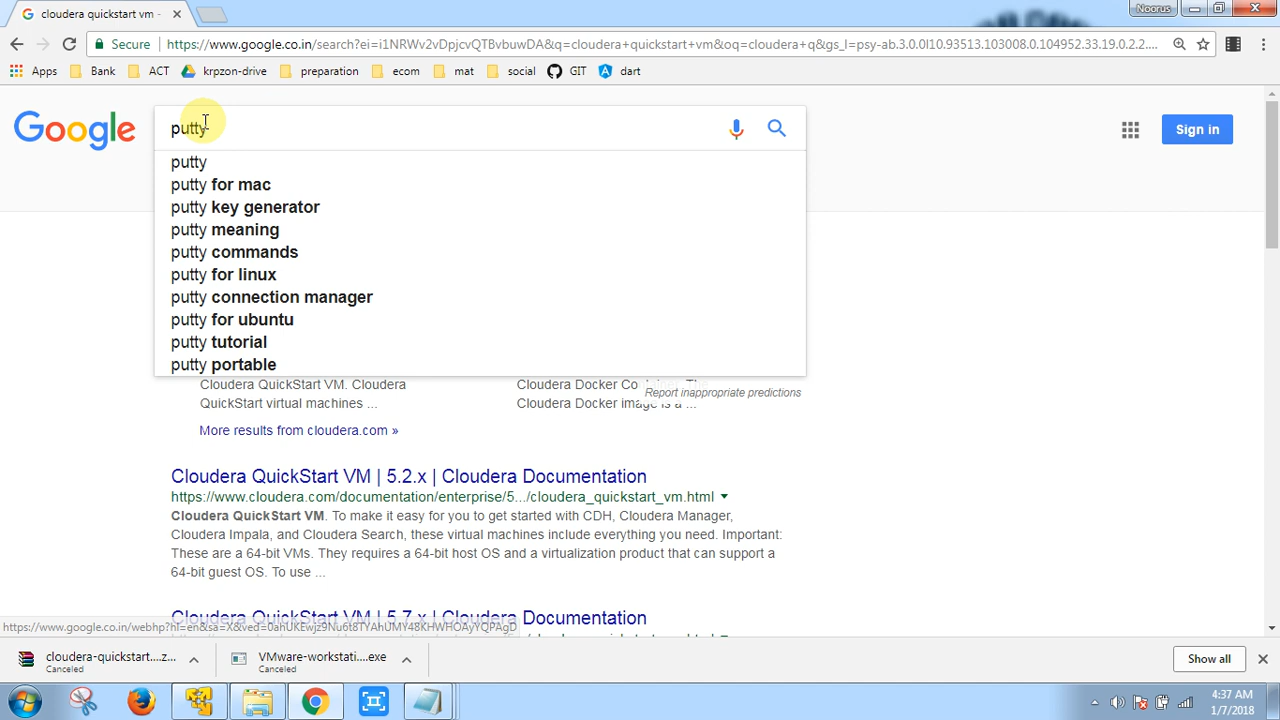 cloudera quickstart vm -
Noorus
Secure
https://www.google.co.in/search?ei=i1NRWv2vDpjcvQTBvbuwDA&q=cloudera+quickstart+vm&oq=cloudera+q&gs_l=psy-ab.3.0.0l10.93513.103008.0.104952.33.19.0.2.2....
Apps
Bank
ACT
krpzon-drive
preparation
ecom
mat
social
GIT
dart
Google
putty
Sign in
putty
putty for mac
putty key generator
putty meaning
putty commands
putty for linux
putty connection manager
putty for ubuntu
putty tutorial
putty portable
Report inappropriate predictions
Cloudera QuickStart VM. Cloudera
QuickStart virtual machines ...
Cloudera Docker
Cloudera Docker image is a ...
More results from cloudera.com »
Cloudera QuickStart VM | 5.2.x | Cloudera Documentation
https://www.cloudera.com/documentation/enterprise/5.../cloudera_quickstart_vm.html
Cloudera QuickStart VM. To make it easy for you to get started with CDH, Cloudera Manager,
Cloudera Impala, and Cloudera Search, these virtual machines include everything you need. Important:
These are a 64-bit VMs. They requires a 64-bit host OS and a virtualization product that can support a
64-bit guest OS. To use ...
Cloudera QuickStart VM | 5.7.x | Cloudera Documentation
cloudera-quickstart....z...
Canceled
VMware-workstati....exe
Canceled
Show all
4:37 AM
1/7/2018